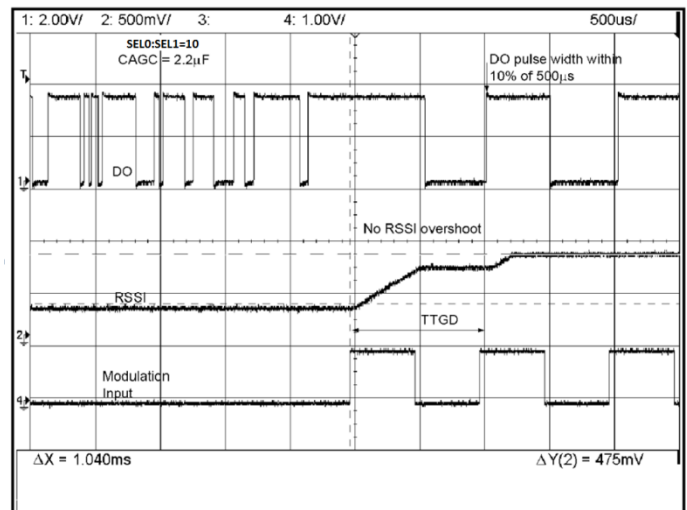 1: 2.00V/ 2: 500mV/ 3: 4: 1.00V/ 500us/
SEL0:SEL1=10
CAGC = 2.2μF
DO pulse width within
10% of 500μs
T
DO
1
No RSSI overshoot
RSSI
TTGD
2
Modulation
Input
4
ΔX = 1.040ms ΔY(2) = 475mV